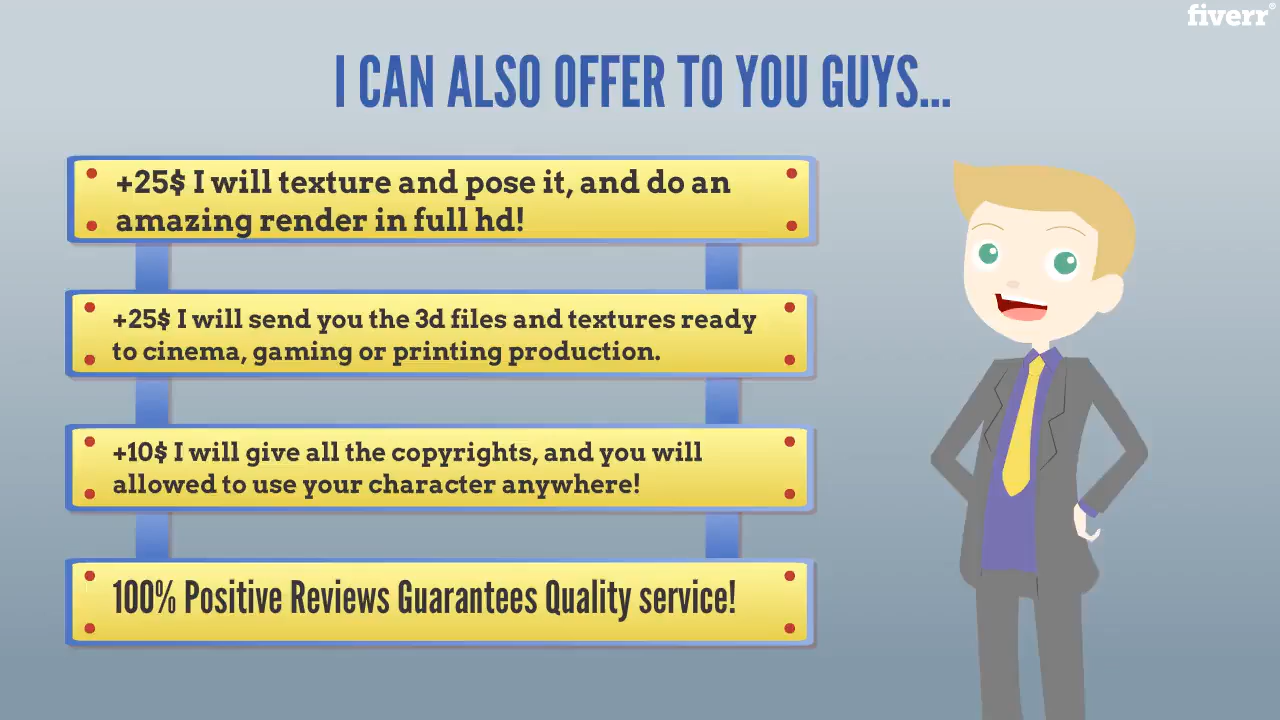 fiverr®
I CAN ALSO OFFER TO YOU GUYS...
+25$ I will texture and pose it, and do an
amazing render in full hd!
+25$ I will send you the 3d files and textures ready
to cinema, gaming or printing production.
+10$ I will give all the copyrights, and you will
allowed to use your character anywhere!
100% Positive Reviews Guarantees Quality service!